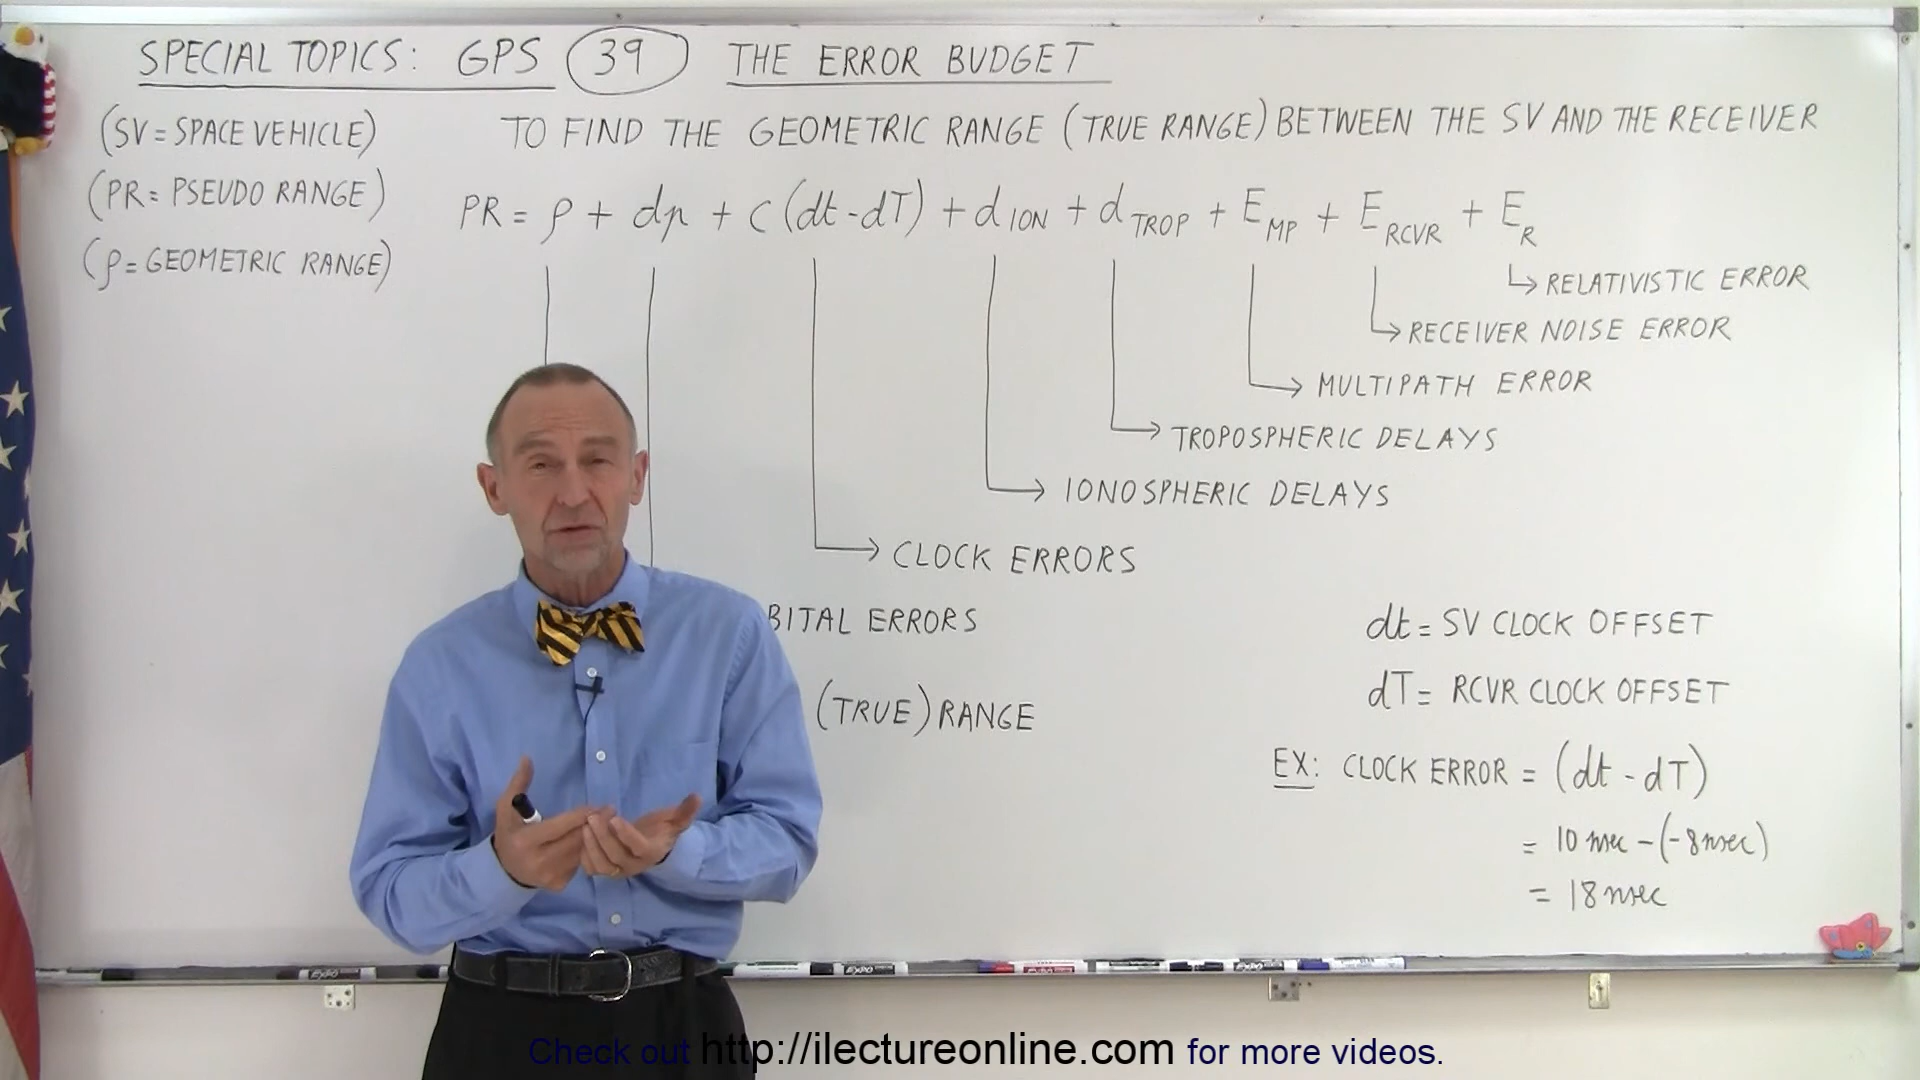 SPECIAL TOPICS: GPS 39 THE ERROR BUDGET
(SV = SPACE VEHICLE)
TO FIND THE GEOMETRIC RANGE (TRUE RANGE) BETWEEN THE SV AND THE RECEIVER
(PR = PSEUDO RANGE)
PR = ρ + dρ + c (dt - dT) + d ION + d TROP + E MP + E RCVR + E R
(ρ = GEOMETRIC RANGE)
RELATIVISTIC ERROR
RECEIVER NOISE ERROR
MULTIPATH ERROR
TROPOSPHERIC DELAYS
IONOSPHERIC DELAYS
CLOCK ERRORS
BITAL ERRORS
(TRUE) RANGE
dt = SV CLOCK OFFSET
dT = RCVR CLOCK OFFSET
EX: CLOCK ERROR = (dt - dT)
= 10 nsec - (-8 nsec)
= 18 nsec
EXPO
EXPO
EXPO
EXPO
Check out http://ilectureonline.com for more videos.